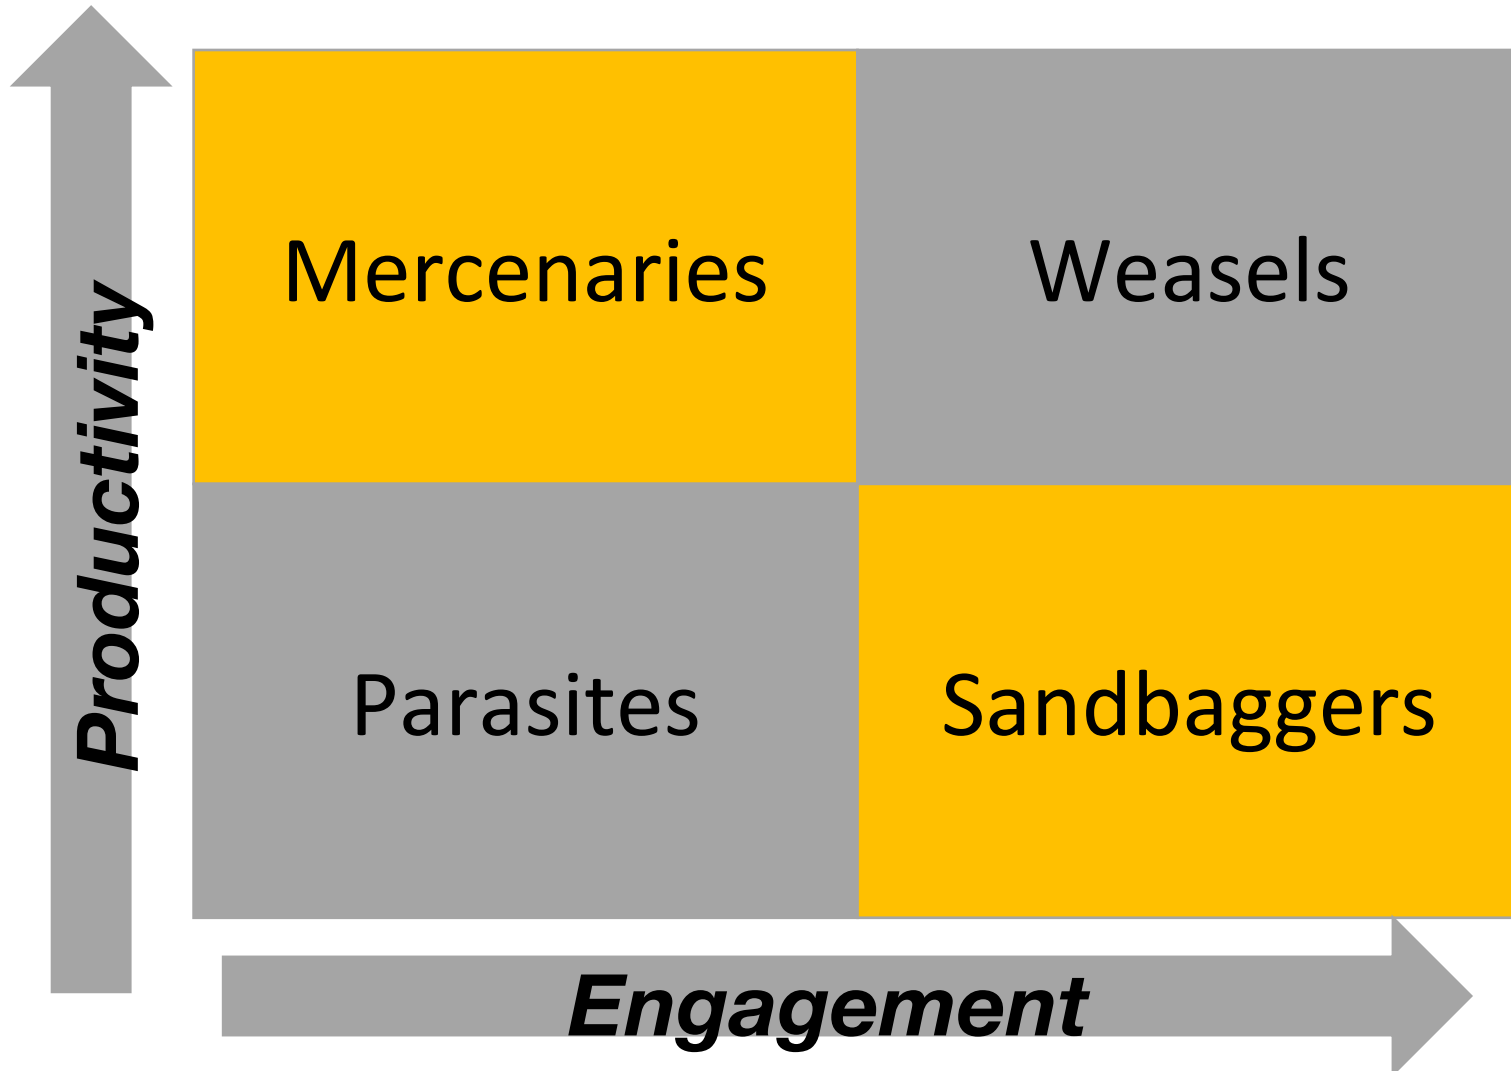 Productivity
Mercenaries
Weasels
Parasites
Sandbaggers
Engagement